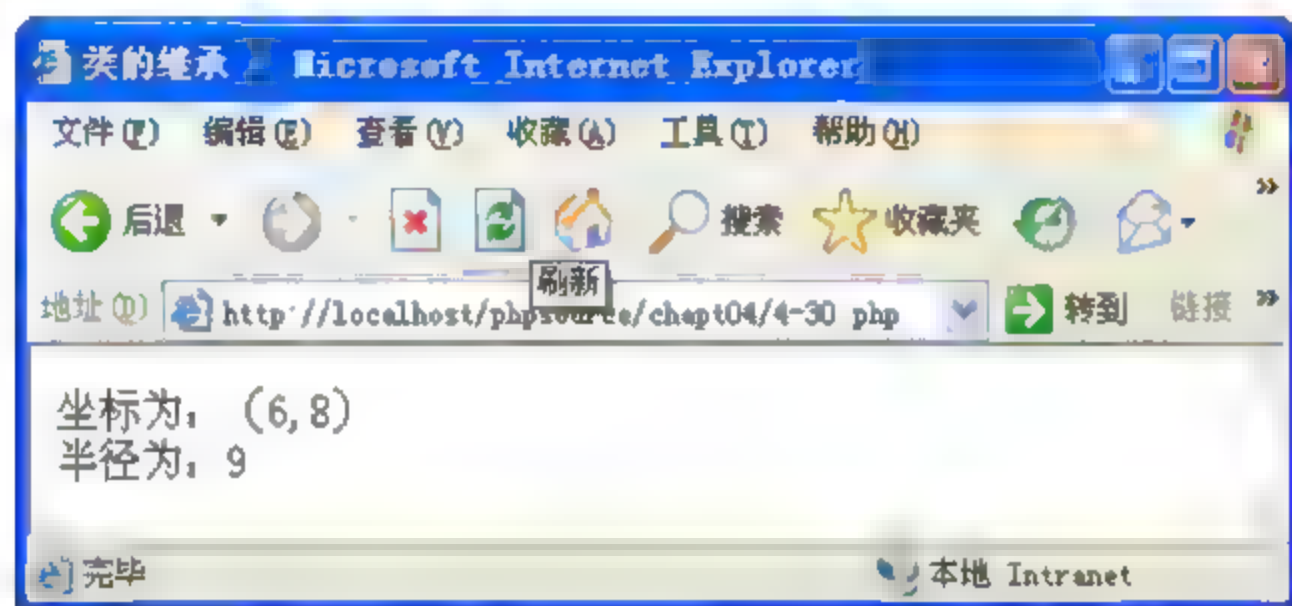 类的继承 - Microsoft Internet Explorer
文件(F) 编辑(E) 查看(V) 收藏(A) 工具(T) 帮助(H)
后退 搜索 收藏夹 »
刷新
地址(D) http://localhost/phpsource/chapt04/4-30 php 转到 链接 »
坐标为：(6,8)
半径为：9
完毕 本地 Intranet